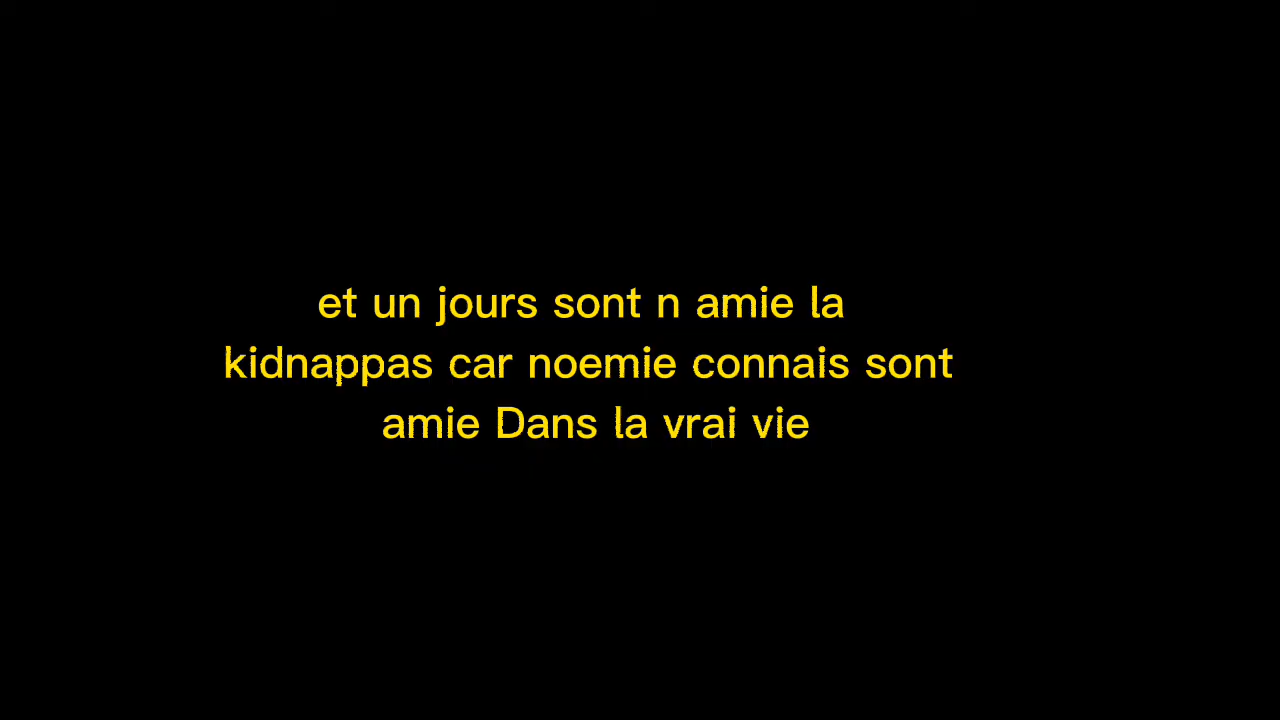 et un jours sont n amie la
kidnappas car noemie connais sont
amie Dans la vrai vie